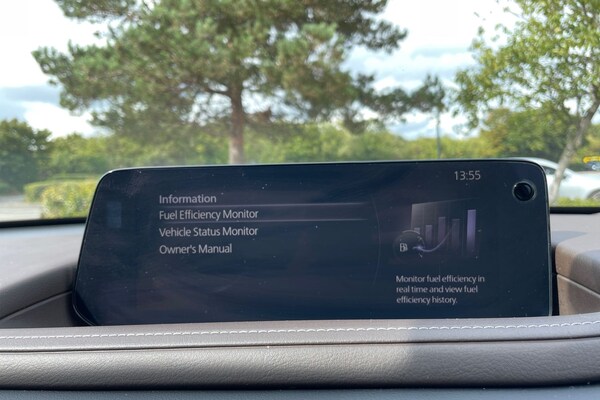 13:55
Information
Fuel Efficiency Monitor
Vehicle Status Monitor
Owner's Manual
Monitor fuel efficiency in
real time and view fuel
efficiency history.